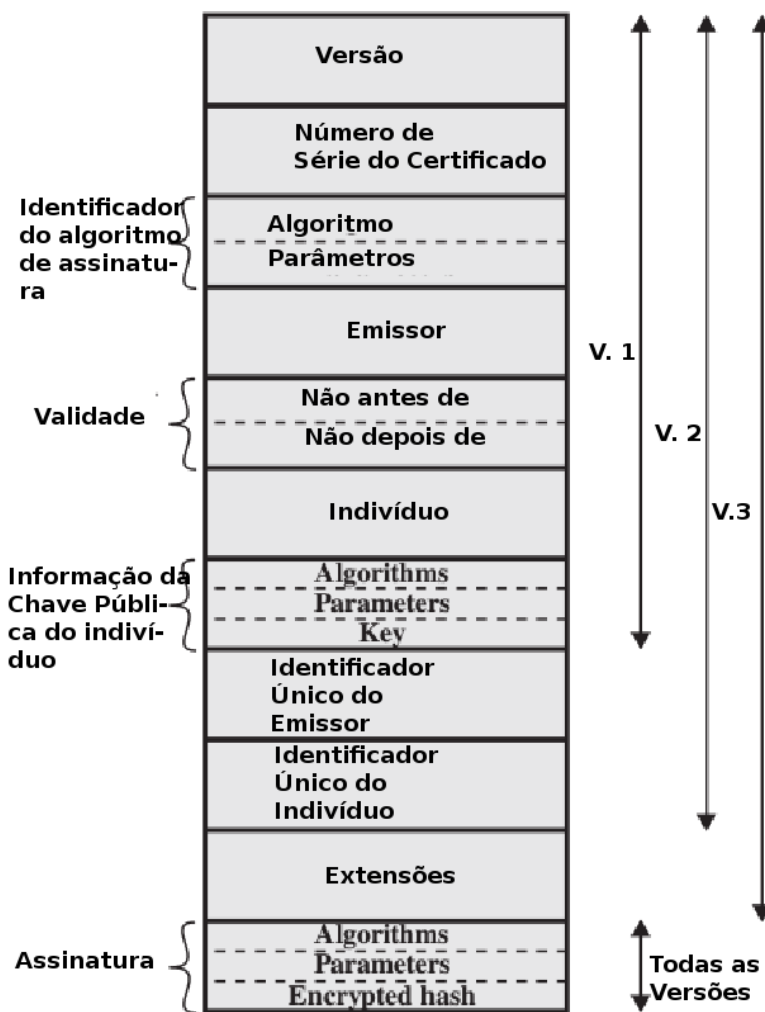 Versão
Número de
Série do Certificado
Identificador
do algoritmo
de assinatu-
ra
Algoritmo
Parâmetros
Emissor
V. 1
Validade
Não antes de
Não depois de
V. 2
Indivíduo
V.3
Informação da
Chave Públi-
ca do indiví-
duo
Algorithms
Parameters
Key
Identificador
Único do
Emissor
Identificador
Único do
Indivíduo
Extensões
Assinatura
Algorithms
Parameters
Encrypted hash
Todas as
Versões